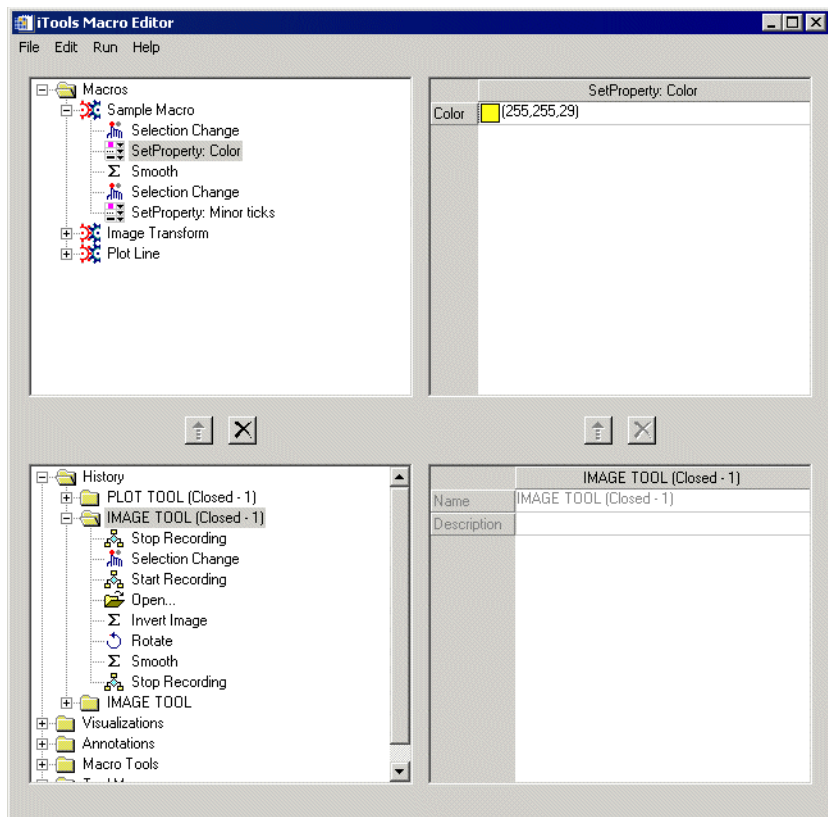 iTools Macro Editor
File Edit Run Help
Macros
Sample Macro
Selection Change
SetProperty: Color
Smooth
Selection Change
SetProperty: Minor ticks
Image Transform
Plot Line
SetProperty: Color
Color (255,255,29)
History
PLOT TOOL (Closed - 1)
IMAGE TOOL (Closed - 1)
Stop Recording
Selection Change
Start Recording
Open...
Σ Invert Image
Rotate
Σ Smooth
Stop Recording
IMAGE TOOL
Visualizations
Annotations
Macro Tools
IMAGE TOOL (Closed - 1)
Name IMAGE TOOL (Closed - 1)
Description